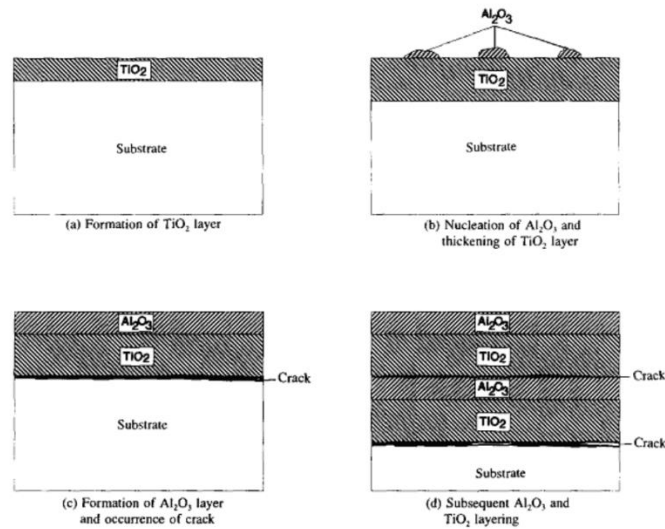 TiO₂
Substrate
(a) Formation of TiO₂ layer
Al₂O₃
TiO₂
Substrate
(b) Nucleation of Al₂O₃ and
thickening of TiO₂ layer
Al₂O₃
TiO₂
Crack
Substrate
(c) Formation of Al₂O₃ layer
and occurrence of crack
Al₂O₃
TiO₂
Crack
Al₂O₃
TiO₂
Crack
Substrate
(d) Subsequent Al₂O₃ and
TiO₂ layering